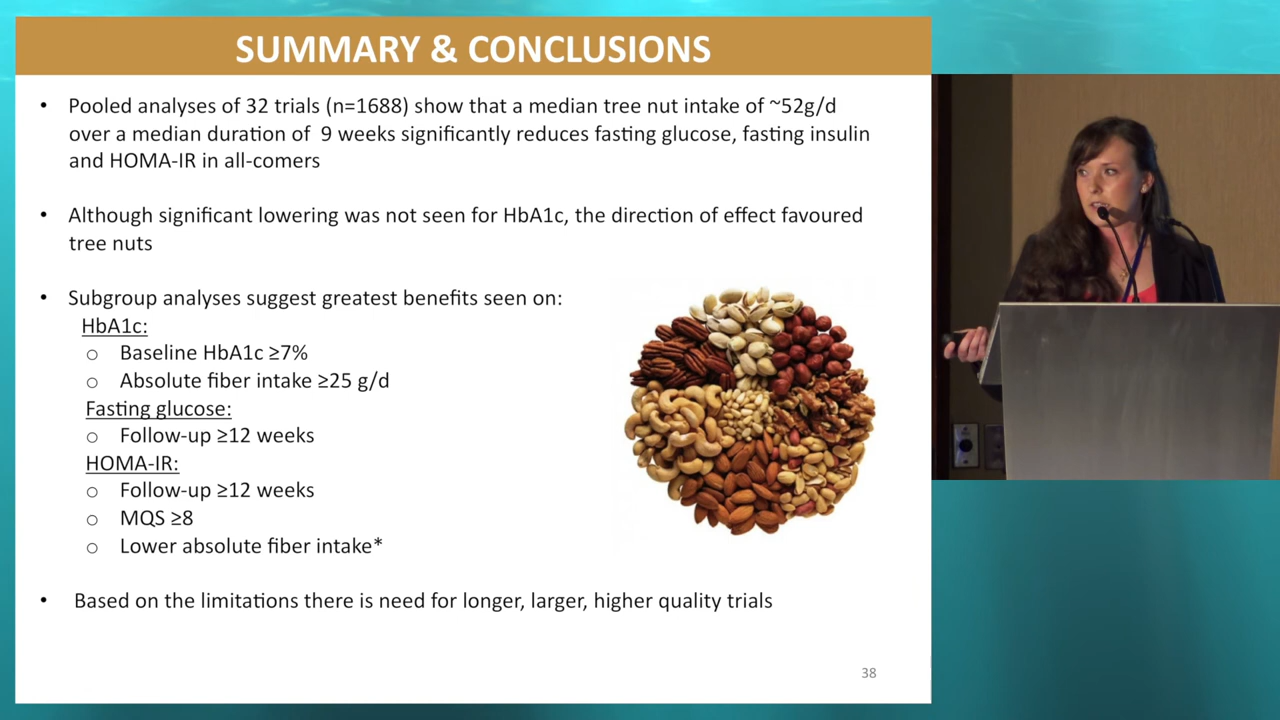 SUMMARY & CONCLUSIONS
• Pooled analyses of 32 trials (n=1688) show that a median tree nut intake of ~52g/d
over a median duration of 9 weeks significantly reduces fasting glucose, fasting insulin
and HOMA-IR in all-comers
• Although significant lowering was not seen for HbA1c, the direction of effect favoured
tree nuts
• Subgroup analyses suggest greatest benefits seen on:
HbA1c:
o Baseline HbA1c ≥7%
o Absolute fiber intake ≥25 g/d
Fasting glucose:
o Follow-up ≥12 weeks
HOMA-IR:
o Follow-up ≥12 weeks
o MQS ≥8
o Lower absolute fiber intake*
• Based on the limitations there is need for longer, larger, higher quality trials
38